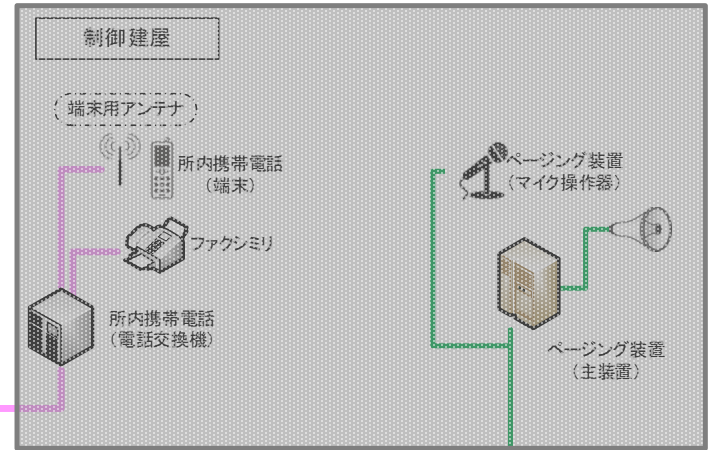 制御建屋
端末用アンテナ
所内携帯電話
（端末）
ファクシミリ
所内携帯電話
（電話交換機）
ページング装置
（マイク操作器）
ページング装置
（主装置）